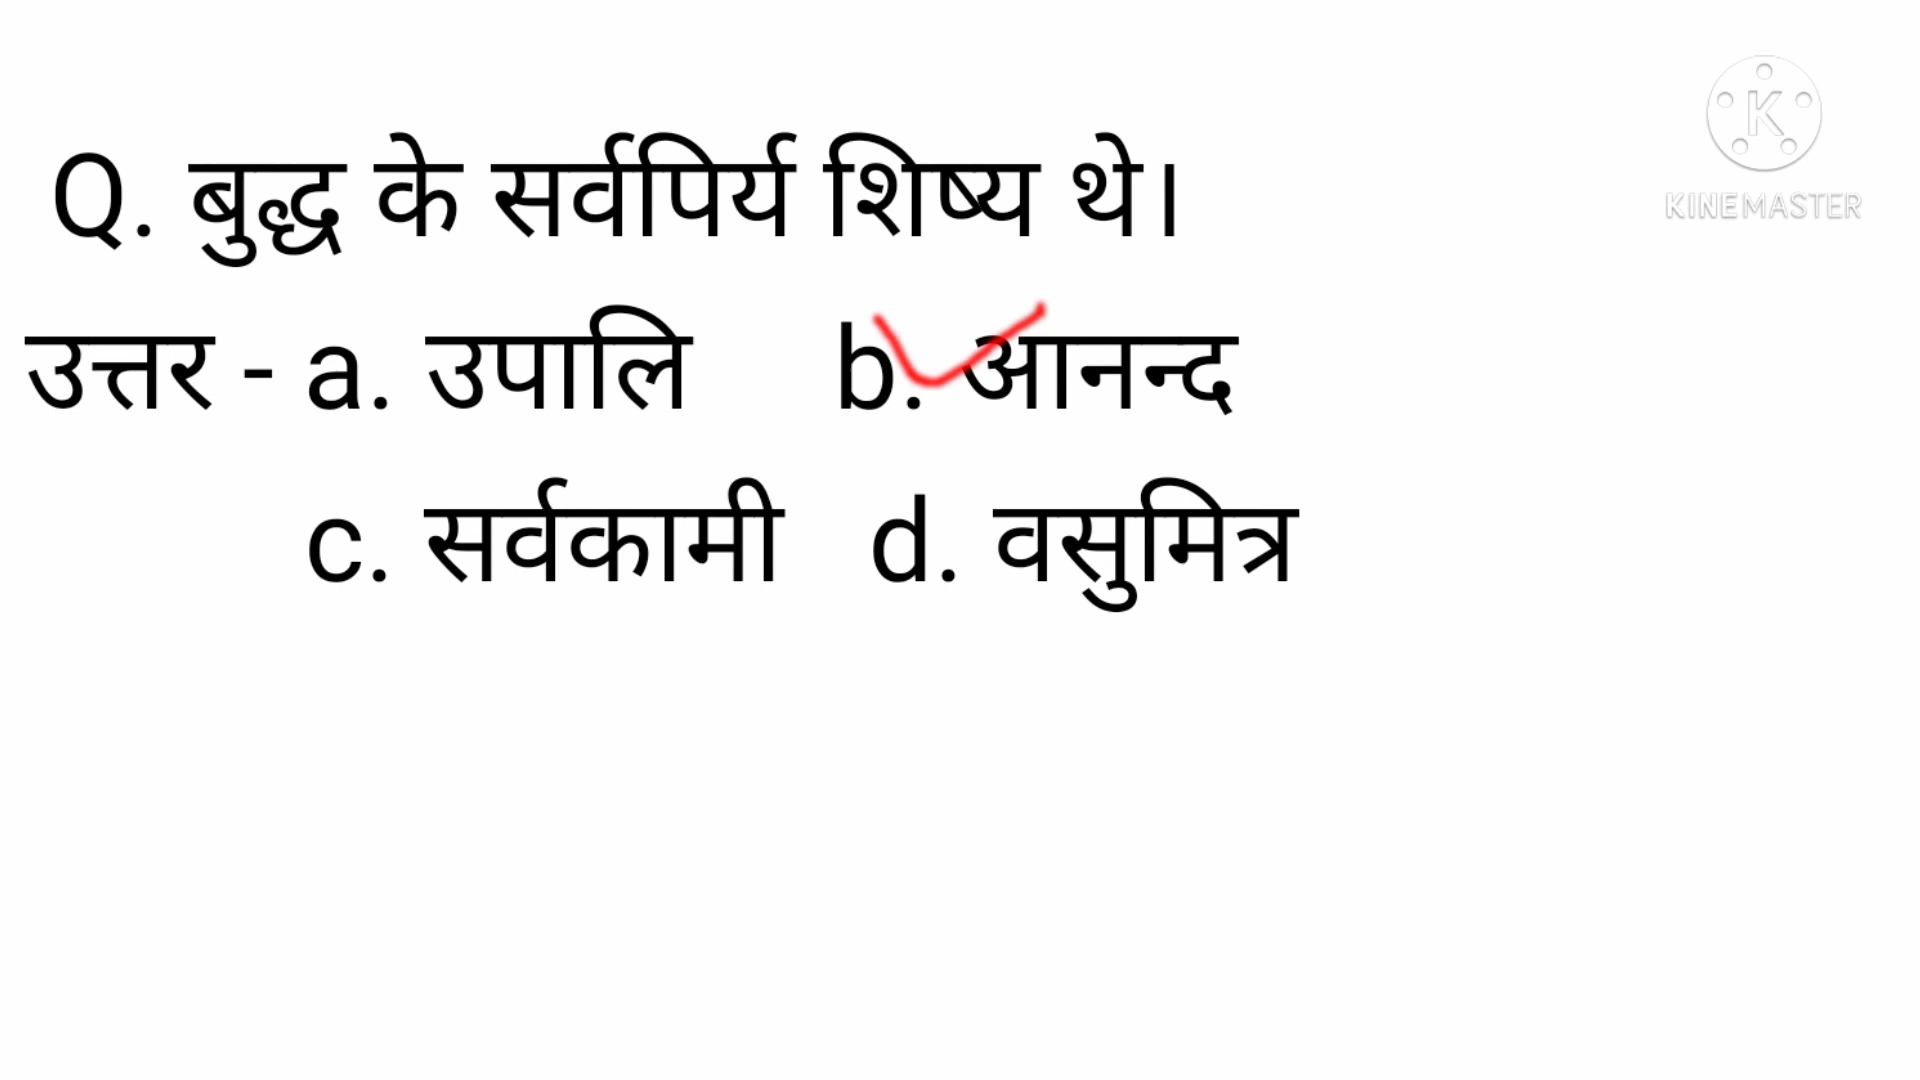 Q. बुद्ध के सर्वपिर्य शिष्य थे।
उत्तर - a. उपालि b. आनन्द
c. सर्वकामी d. वसुमित्र
K
KINEMASTER